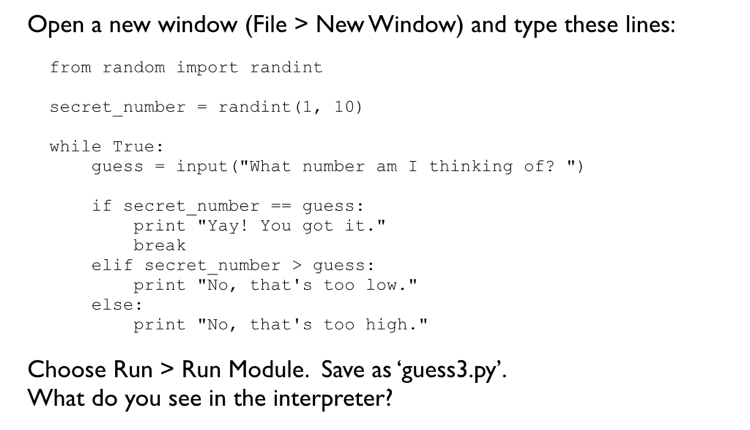 Open a new window (File > New Window) and type these lines:
from random import randint
secret_number = randint(1, 10)
while True:
guess = input("What number am I thinking of? ")
if secret_number == guess:
print "Yay! You got it."
break
elif secret_number > guess:
print "No, that's too low."
else:
print "No, that's too high."
Choose Run > Run Module. Save as ‘guess3.py’.
What do you see in the interpreter?